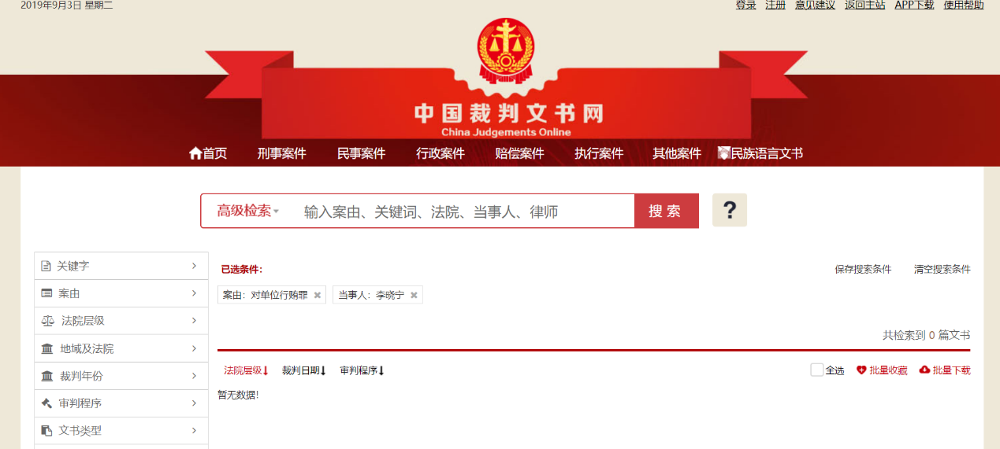 2019年9月3日 星期二
登录 注册 意见建议 返回主站 APP下载 使用帮助
中国裁判文书网
China Judgements Online
首页 刑事案件 民事案件 行政案件 赔偿案件 执行案件 其他案件 民族语言文书
高级检索 输入案由、关键词、法院、当事人、律师 搜索 ?
关键字
案由
法院层级
地域及法院
裁判年份
审判程序
文书类型
已选条件: 保存搜索条件 清空搜索条件
案由：对单位行贿罪 当事人：李晓宁
共检索到 0 篇文书
法院层级 裁判日期 审判程序 全选 批量收藏 批量下载
暂无数据!